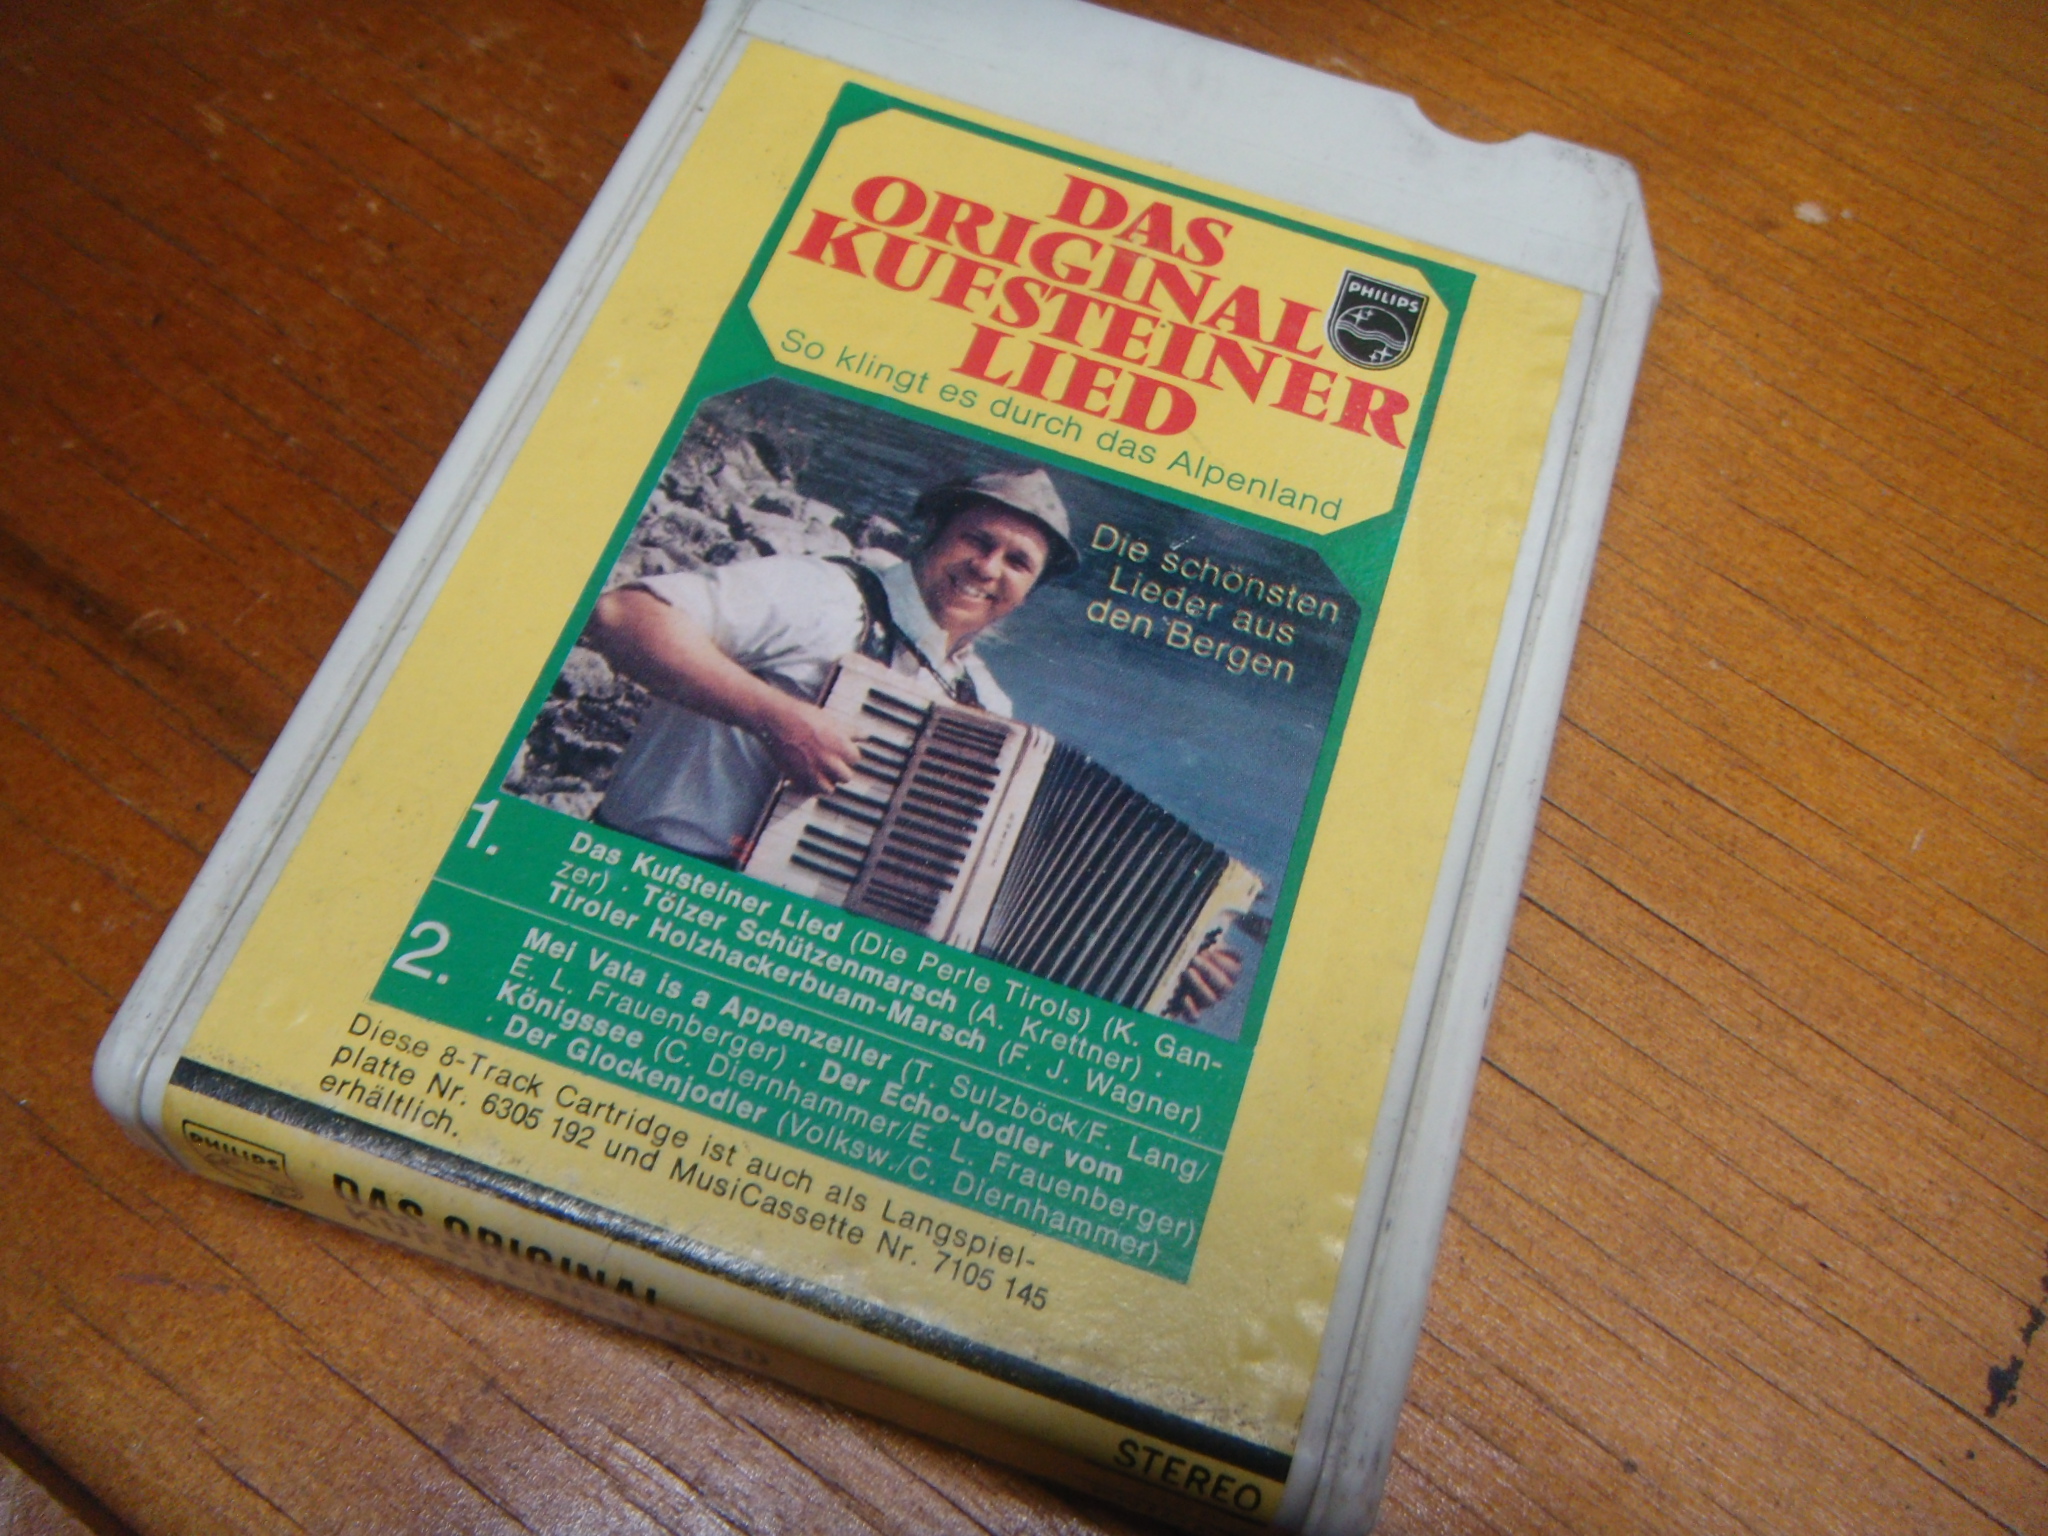 DAS
ORIGINAL
KUFSTEINER
LIED
PHILIPS
So klingt es durch das Alpenland
Die schönsten
Lieder aus
den Bergen
HOHNER
1.
Das Kufsteiner Lied (Die Perle Tirols) (K. Gan-
zer) · Tölzer Schützenmarsch (A. Krettner) ·
Tiroler Holzhackerbuam-Marsch (F. J. Wagner)
2.
Mei Vata is a Appenzeller (T. Sulzböck/F. Lang/
E. L. Frauenberger) · Der Echo-Jodler vom
Königssee (C. Diernhammer/E. L. Frauenberger)
· Der Glockenjodler (Volksw./C. Diernhammer)
Diese 8-Track Cartridge ist auch als Langspiel-
platte Nr. 6305 192 und MusiCassette Nr. 7105 145
erhältlich.
PHILIPS
DAS ORIGINAL
KUFSTEINER LIED
STEREO